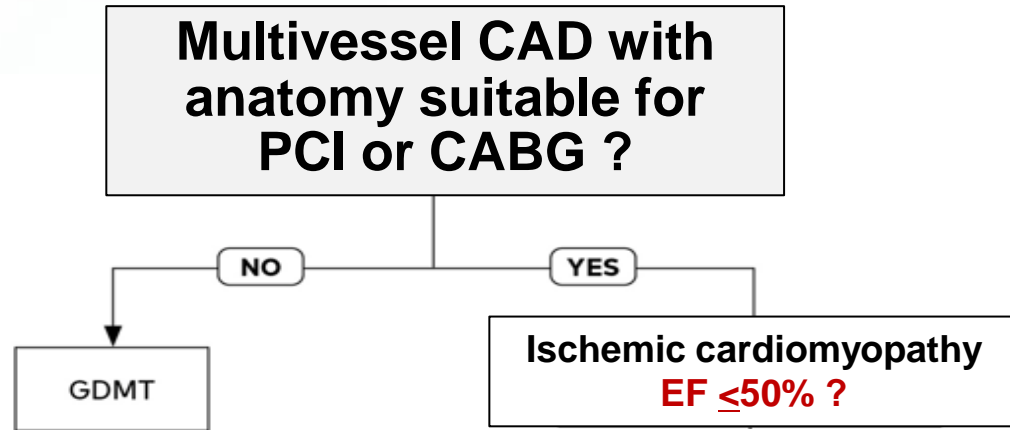 Multivessel CAD with
anatomy suitable for
PCI or CABG ?
NO
YES
GDMT
Ischemic cardiomyopathy
EF ≤50% ?